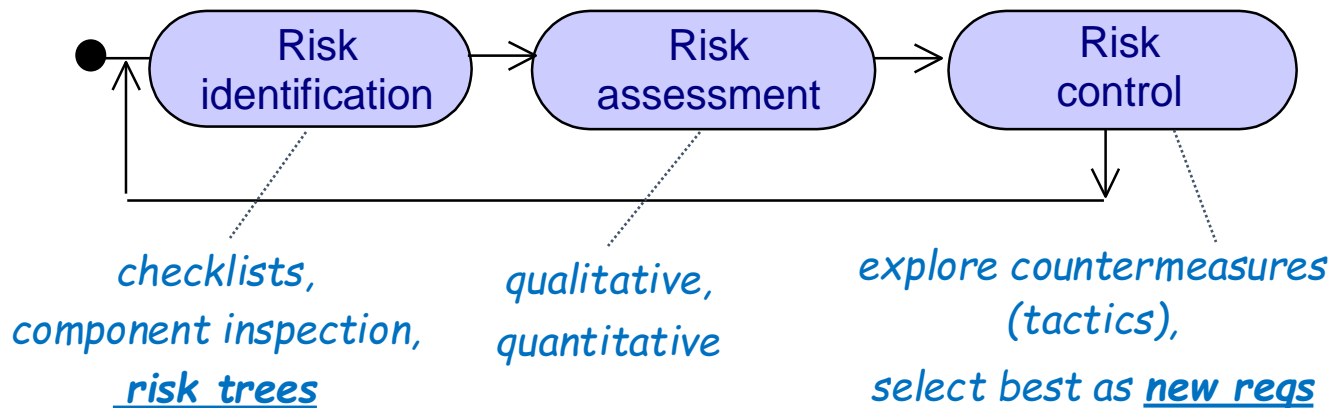 Risk
identification
Risk
assessment
Risk
control
checklists,
component inspection,
risk trees
qualitative,
quantitative
explore countermeasures
(tactics),
select best as new reqs